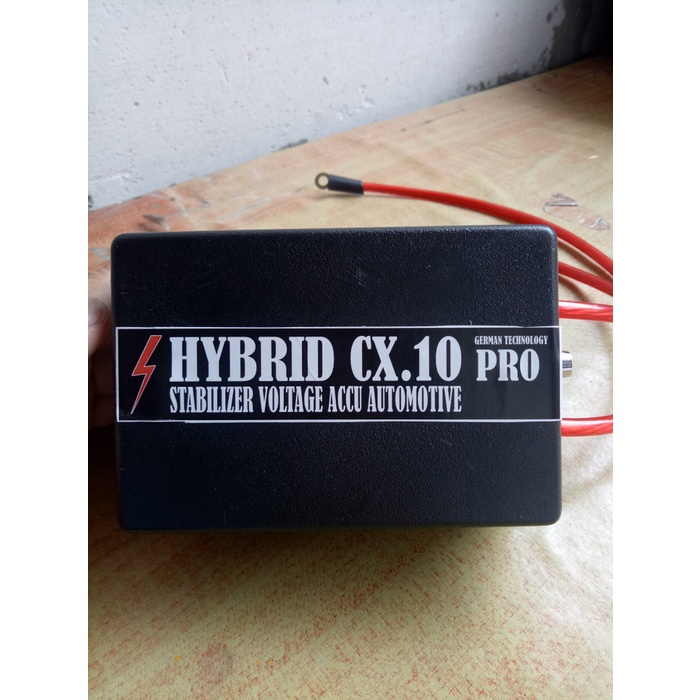 HYBRID CX.10 PRO
GERMAN TECHNOLOGY
STABILIZER VOLTAGE ACCU AUTOMOTIVE